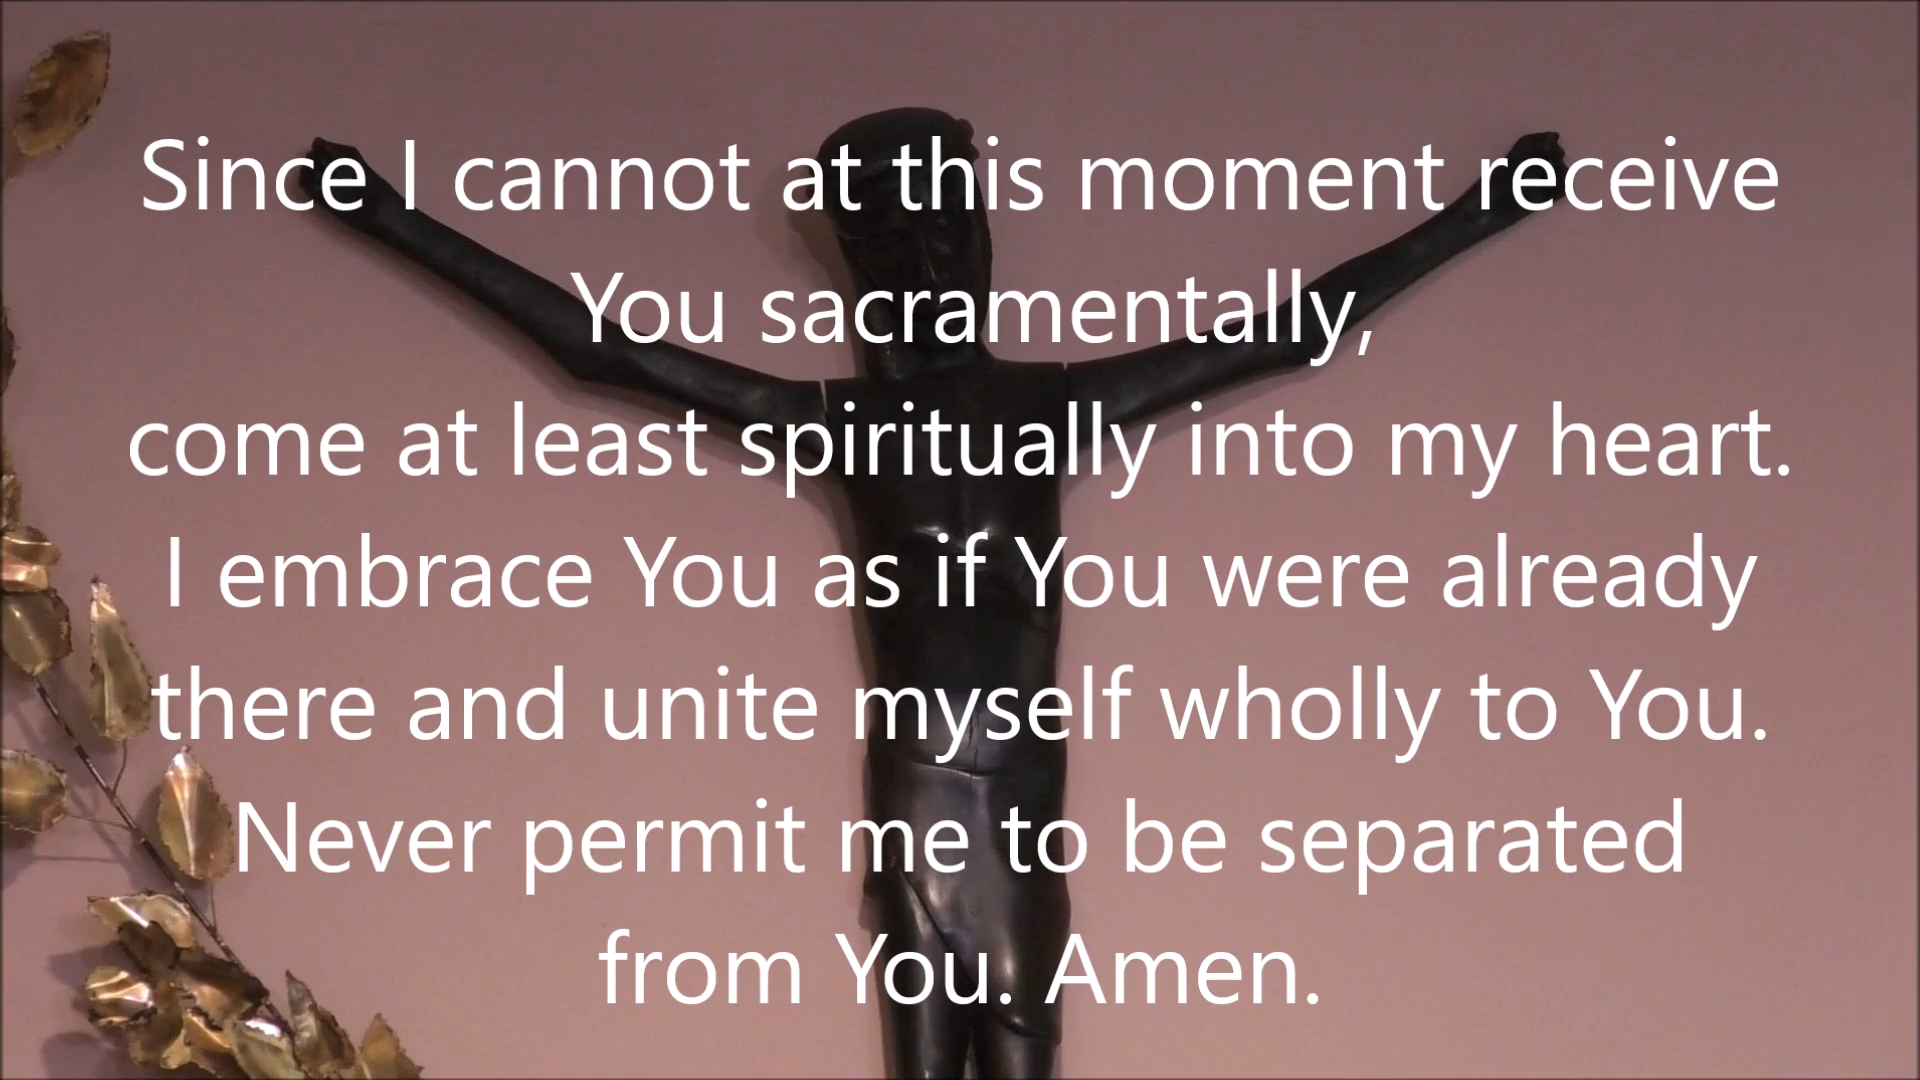 Since I cannot at this moment receive
You sacramentally,
come at least spiritually into my heart.
I embrace You as if You were already
there and unite myself wholly to You.
Never permit me to be separated
from You. Amen.